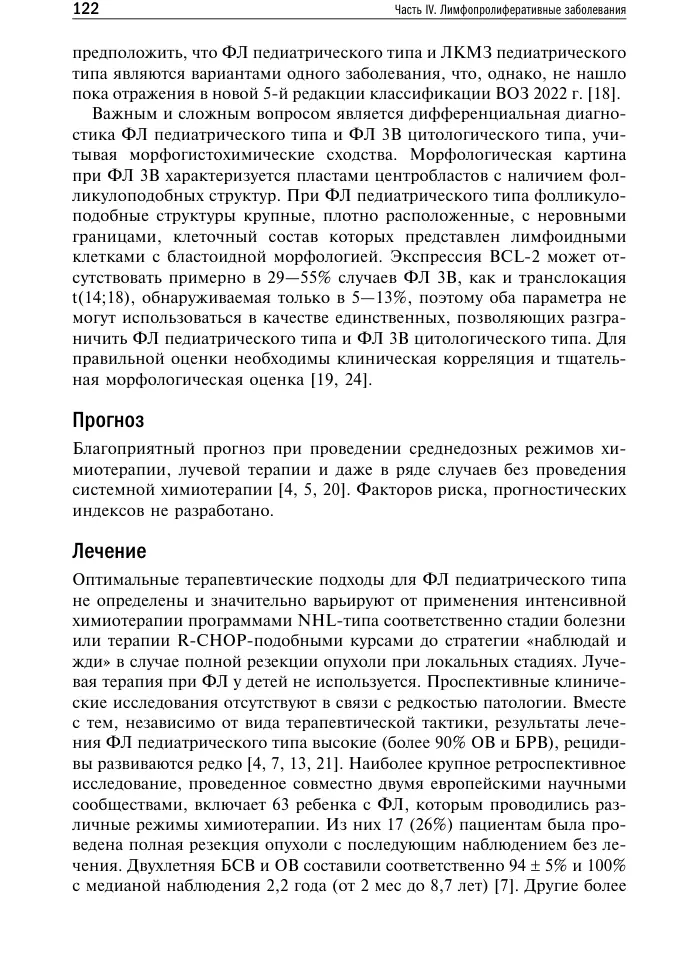 122
Часть IV. Лимфопролиферативные заболевания
предположить, что ФЛ педиатрического типа и ЛКМЗ педиатрического
типа являются вариантами одного заболевания, что, однако, не нашло
пока отражения в новой 5-й редакции классификации ВОЗ 2022 г. [18].
Важным и сложным вопросом является дифференциальная диагно-
стика ФЛ педиатрического типа и ФЛ 3В цитологического типа, учи-
тывая морфогистохимические сходства. Морфологическая картина
при ФЛ 3В характеризуется пластами центробластов с наличием фол-
ликулоподобных структур. При ФЛ педиатрического типа фолликуло-
подобные структуры крупные, плотно расположенные, с неровными
границами, клеточный состав которых представлен лимфоидными
клетками с бластоидной морфологией. Экспрессия BCL-2 может от-
сутствовать примерно в 29—55% случаев ФЛ 3В, как и транслокация
t(14;18), обнаруживаемая только в 5—13%, поэтому оба параметра не
могут использоваться в качестве единственных, позволяющих разгра-
ничить ФЛ педиатрического типа и ФЛ 3В цитологического типа. Для
правильной оценки необходимы клиническая корреляция и тщатель-
ная морфологическая оценка [19, 24].
Прогноз
Благоприятный прогноз при проведении среднедозных режимов хи-
миотерапии, лучевой терапии и даже в ряде случаев без проведения
системной химиотерапии [4, 5, 20]. Факторов риска, прогностических
индексов не разработано.
Лечение
Оптимальные терапевтические подходы для ФЛ педиатрического типа
не определены и значительно варьируют от применения интенсивной
химиотерапии программами NHL-типа соответственно стадии болезни
или терапии R-CHOP-подобными курсами до стратегии «наблюдай и
жди» в случае полной резекции опухоли при локальных стадиях. Луче-
вая терапия при ФЛ у детей не используется. Проспективные клиниче-
ские исследования отсутствуют в связи с редкостью патологии. Вместе
с тем, независимо от вида терапевтической тактики, результаты лече-
ния ФЛ педиатрического типа высокие (более 90% ОВ и БРВ), рециди-
вы развиваются редко [4, 7, 13, 21]. Наиболее крупное ретроспективное
исследование, проведенное совместно двумя европейскими научными
сообществами, включает 63 ребенка с ФЛ, которым проводились раз-
личные режимы химиотерапии. Из них 17 (26%) пациентам была про-
ведена полная резекция опухоли с последующим наблюдением без ле-
чения. Двухлетняя БСВ и ОВ составили соответственно 94 ± 5% и 100%
с медианой наблюдения 2,2 года (от 2 мес до 8,7 лет) [7]. Другие более